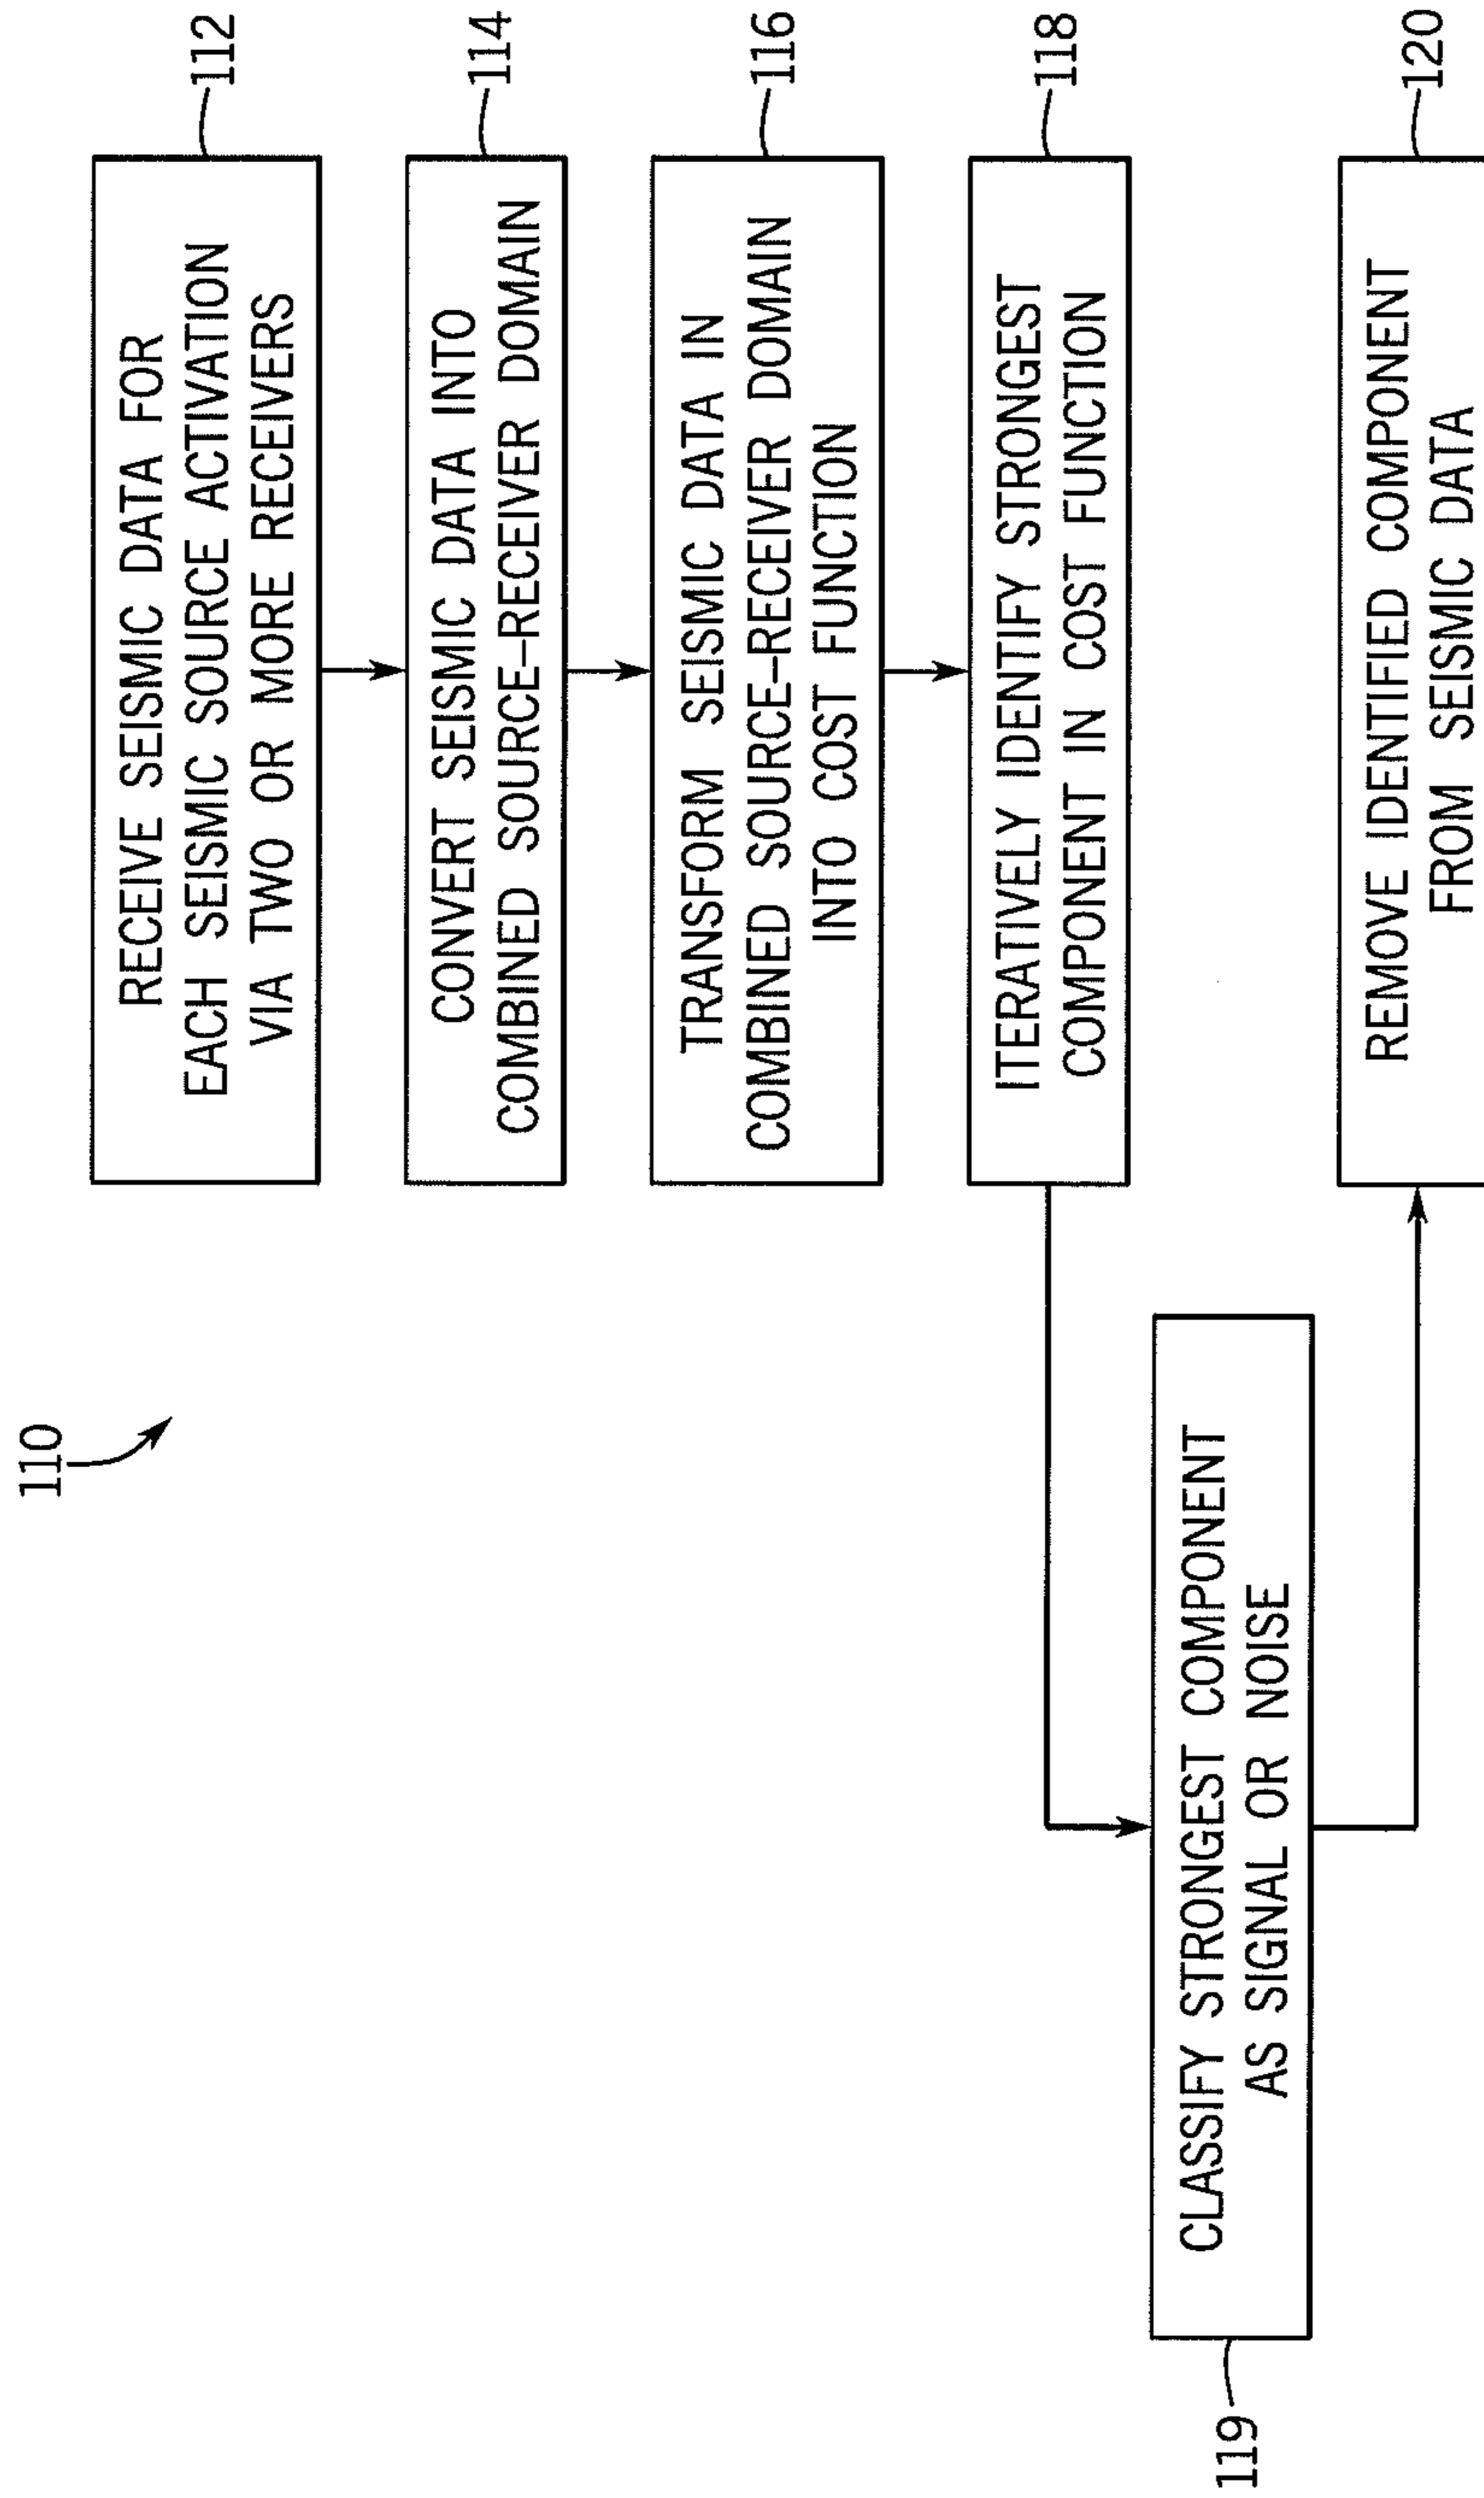 110
RECEIVE SEISMIC DATA FOR
EACH SEISMIC SOURCE ACTIVATION
VIA TWO OR MORE RECEIVERS
112
CONVERT SEISMIC DATA INTO
COMBINED SOURCE-RECEIVER DOMAIN
114
TRANSFORM SEISMIC DATA IN
COMBINED SOURCE-RECEIVER DOMAIN
INTO COST FUNCTION
116
ITERATIVELY IDENTIFY STRONGEST
COMPONENT IN COST FUNCTION
118
119
CLASSIFY STRONGEST COMPONENT
AS SIGNAL OR NOISE
REMOVE IDENTIFIED COMPONENT
FROM SEISMIC DATA
120